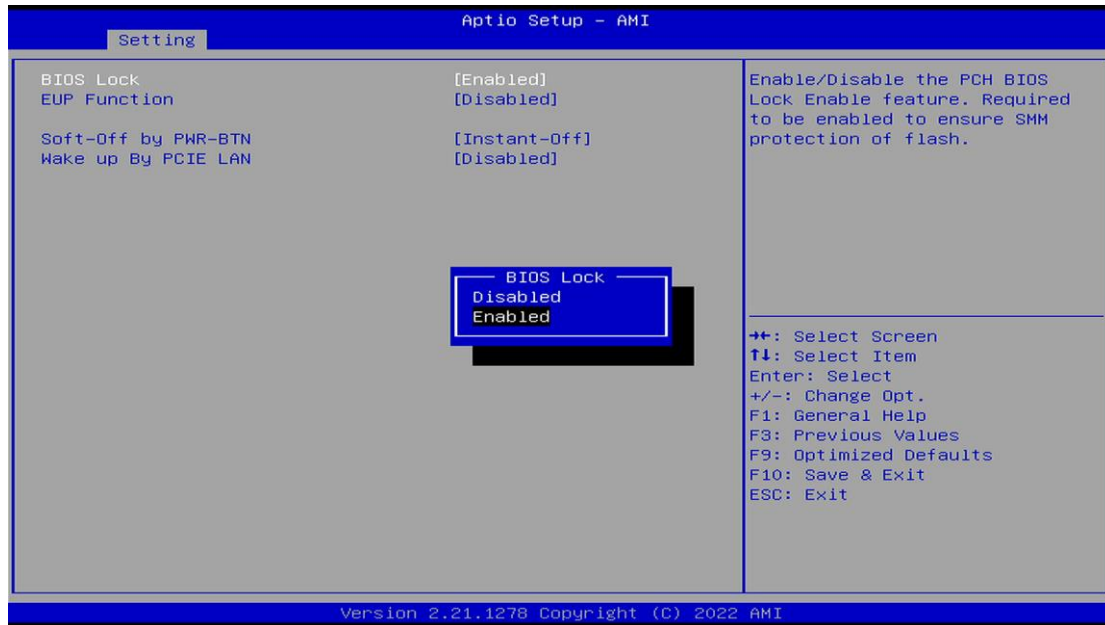 Aptio Setup – AMI
Setting
BIOS Lock [Enabled]
EUP Function [Disabled]
Soft-Off by PWR-BTN [Instant-Off]
Wake up By PCIE LAN [Disabled]
Enable/Disable the PCH BIOS
Lock Enable feature. Required
to be enabled to ensure SMM
protection of flash.
BIOS Lock
Disabled
Enabled
→←: Select Screen
↑↓: Select Item
Enter: Select
+/-: Change Opt.
F1: General Help
F3: Previous Values
F9: Optimized Defaults
F10: Save & Exit
ESC: Exit
Version 2.21.1278 Copyright (C) 2022 AMI